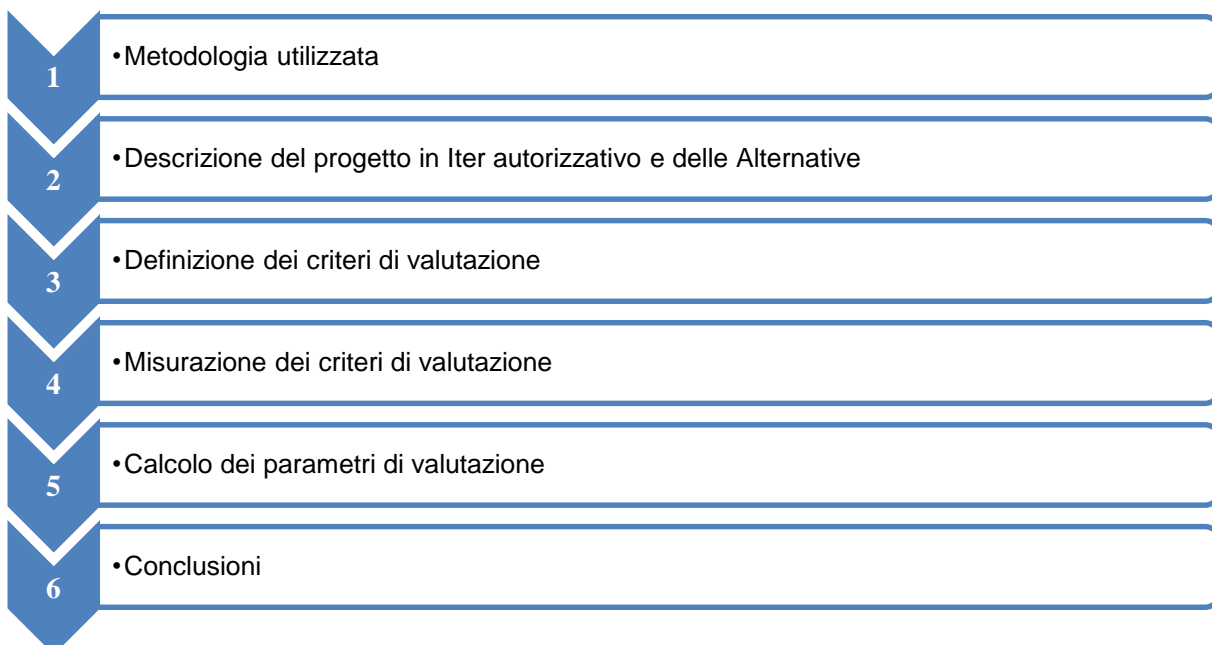 1
•Metodologia utilizzata
2
•Descrizione del progetto in Iter autorizzativo e delle Alternative
3
•Definizione dei criteri di valutazione
4
•Misurazione dei criteri di valutazione
5
•Calcolo dei parametri di valutazione
6
•Conclusioni